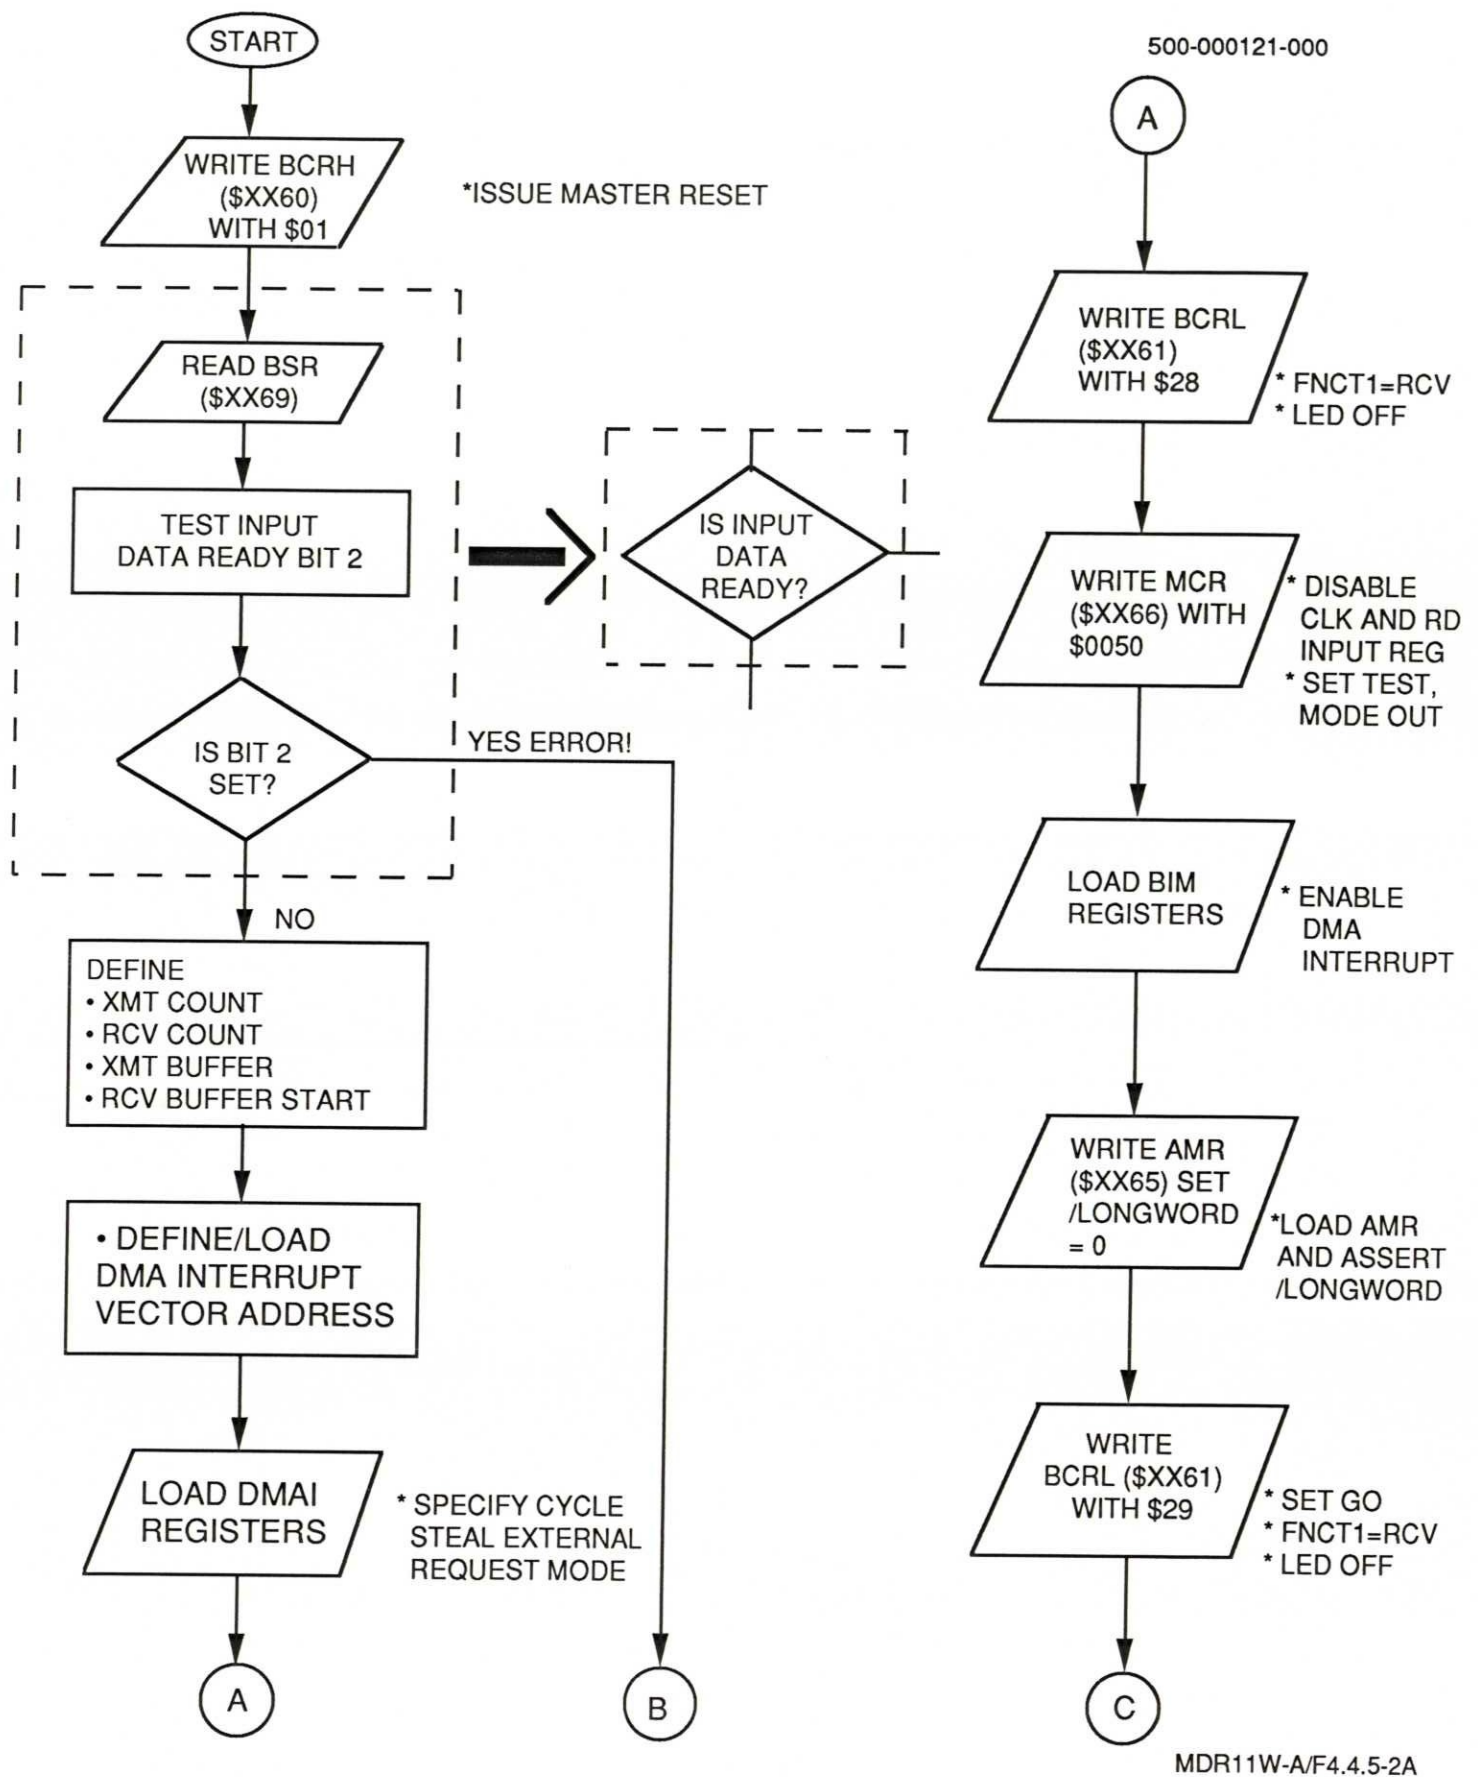 START
WRITE BCRH
($XX60)
WITH $01
*ISSUE MASTER RESET
READ BSR
($XX69)
TEST INPUT
DATA READY BIT 2
IS INPUT
DATA
READY?
IS BIT 2
SET?
YES ERROR!
NO
DEFINE
• XMT COUNT
• RCV COUNT
• XMT BUFFER
• RCV BUFFER START
• DEFINE/LOAD
DMA INTERRUPT
VECTOR ADDRESS
LOAD DMAI
REGISTERS
* SPECIFY CYCLE
STEAL EXTERNAL
REQUEST MODE
A
B
500-000121-000
A
WRITE BCRL
($XX61)
WITH $28
* FNCT1=RCV
* LED OFF
WRITE MCR
($XX66) WITH
$0050
* DISABLE
CLK AND RD
INPUT REG
* SET TEST,
MODE OUT
LOAD BIM
REGISTERS
* ENABLE
DMA
INTERRUPT
WRITE AMR
($XX65) SET
/LONGWORD
= 0
*LOAD AMR
AND ASSERT
/LONGWORD
WRITE
BCRL ($XX61)
WITH $29
* SET GO
* FNCT1=RCV
* LED OFF
C
MDR11W-A/F4.4.5-2A